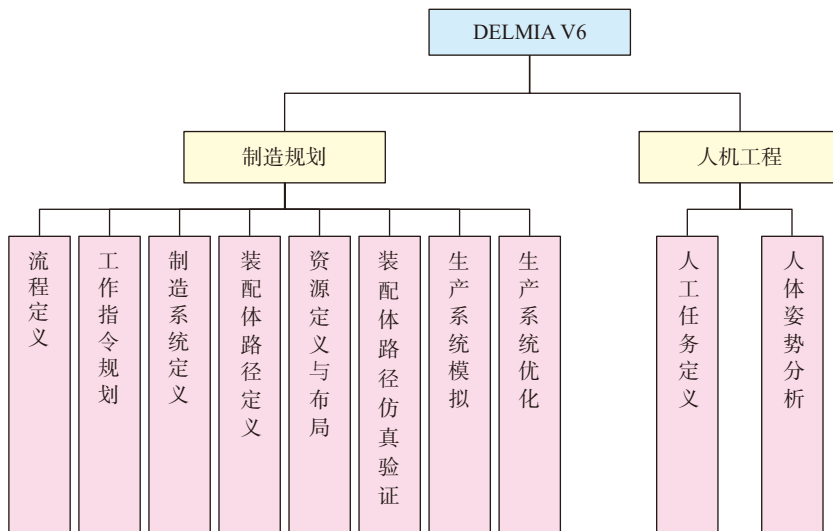 DELMIA V6
制造规划
人机工程
流程定义
工作指令规划
制造系统定义
装配体路径定义
资源定义与布局
装配体路径仿真验证
生产系统模拟
生产系统优化
人工任务定义
人体姿势分析